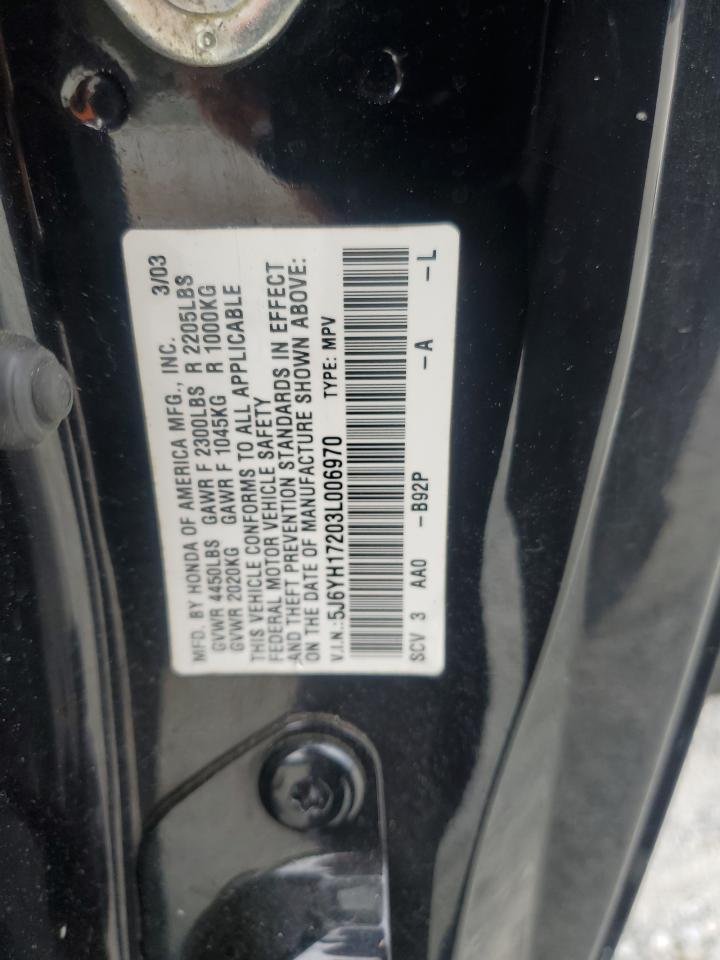 MFD. BY HONDA OF AMERICA MFG., INC. 3/03
GVWR 4450LBS GAWR F 2300LBS R 2205LBS
GVWR 2020KG GAWR F 1045KG R 1000KG
THIS VEHICLE CONFORMS TO ALL APPLICABLE
FEDERAL MOTOR VEHICLE SAFETY
AND THEFT PREVENTION STANDARDS IN EFFECT
ON THE DATE OF MANUFACTURE SHOWN ABOVE:
V.I.N.:5J6YH17203L006970 TYPE: MPV
SCV 3 AA0 -B92P -A -L